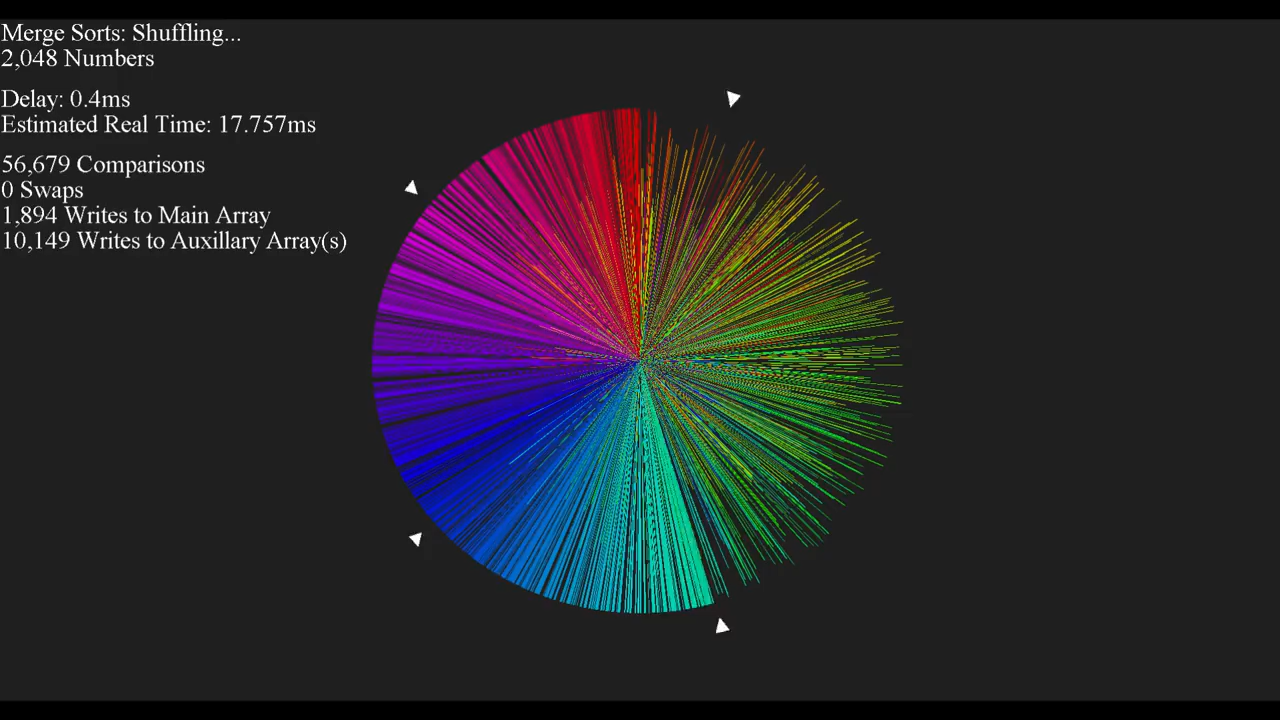 Merge Sorts: Shuffling...
2,048 Numbers
Delay: 0.4ms
Estimated Real Time: 17.757ms
56,679 Comparisons
0 Swaps
1,894 Writes to Main Array
10,149 Writes to Auxillary Array(s)